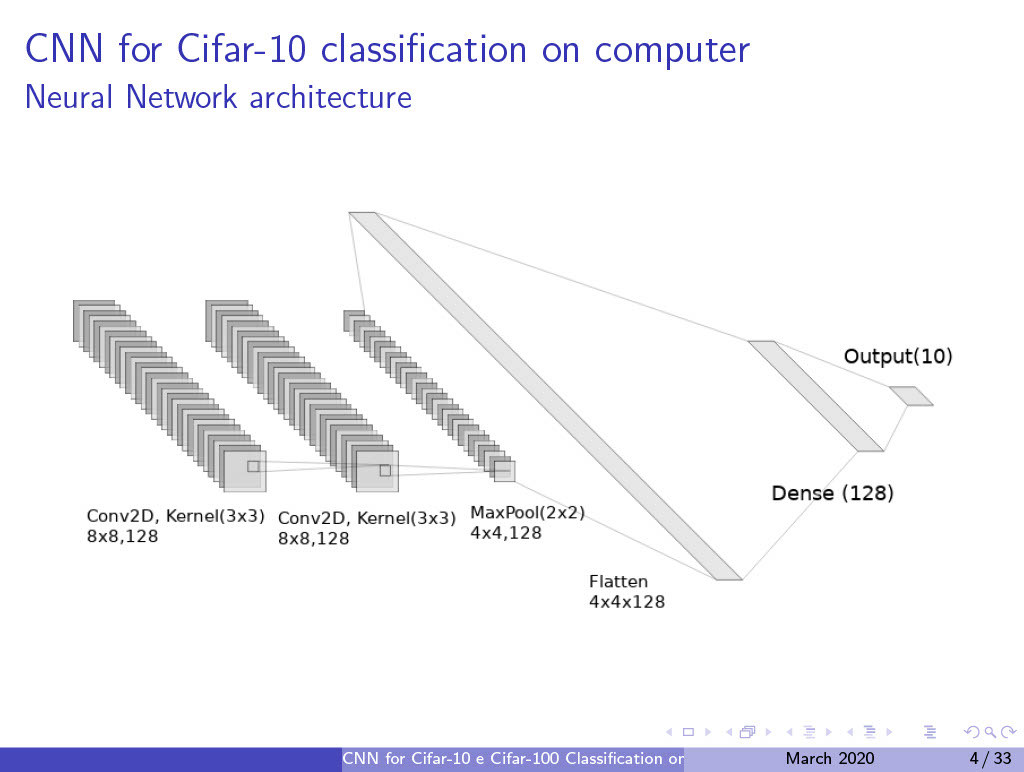 CNN for Cifar-10 classification on computer
Neural Network architecture
Output(10)
Dense (128)
Conv2D, Kernel(3x3)
8x8,128
Conv2D, Kernel(3x3)
8x8,128
MaxPool(2x2)
4x4,128
Flatten
4x4x128
CNN for Cifar-10 e Cifar-100 Classification or
March 2020
4 / 33